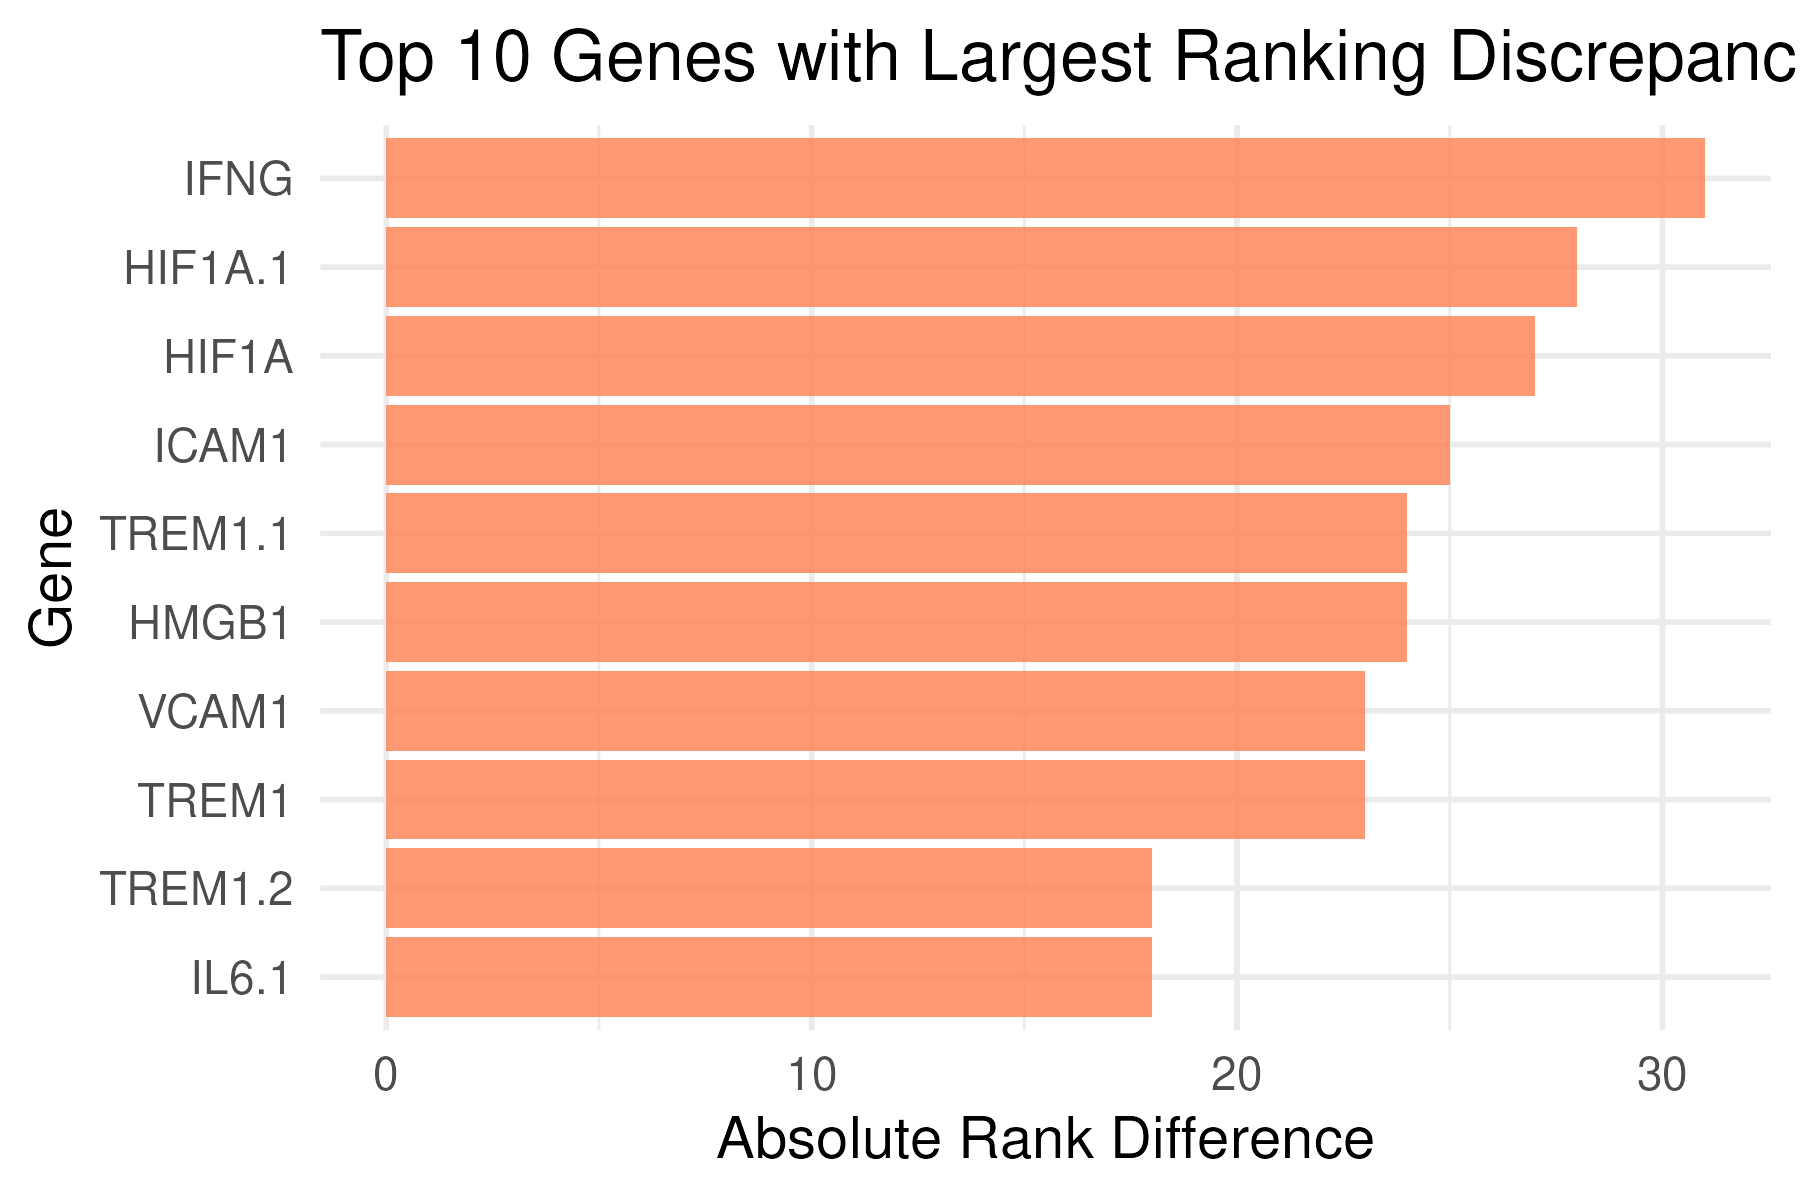 Top 10 Genes with Largest Ranking Discrepanc
IFNG
HIF1A.1
HIF1A
ICAM1
TREM1.1
HMGB1
VCAM1
TREM1
TREM1.2
IL6.1
Gene
0 10 20 30
Absolute Rank Difference